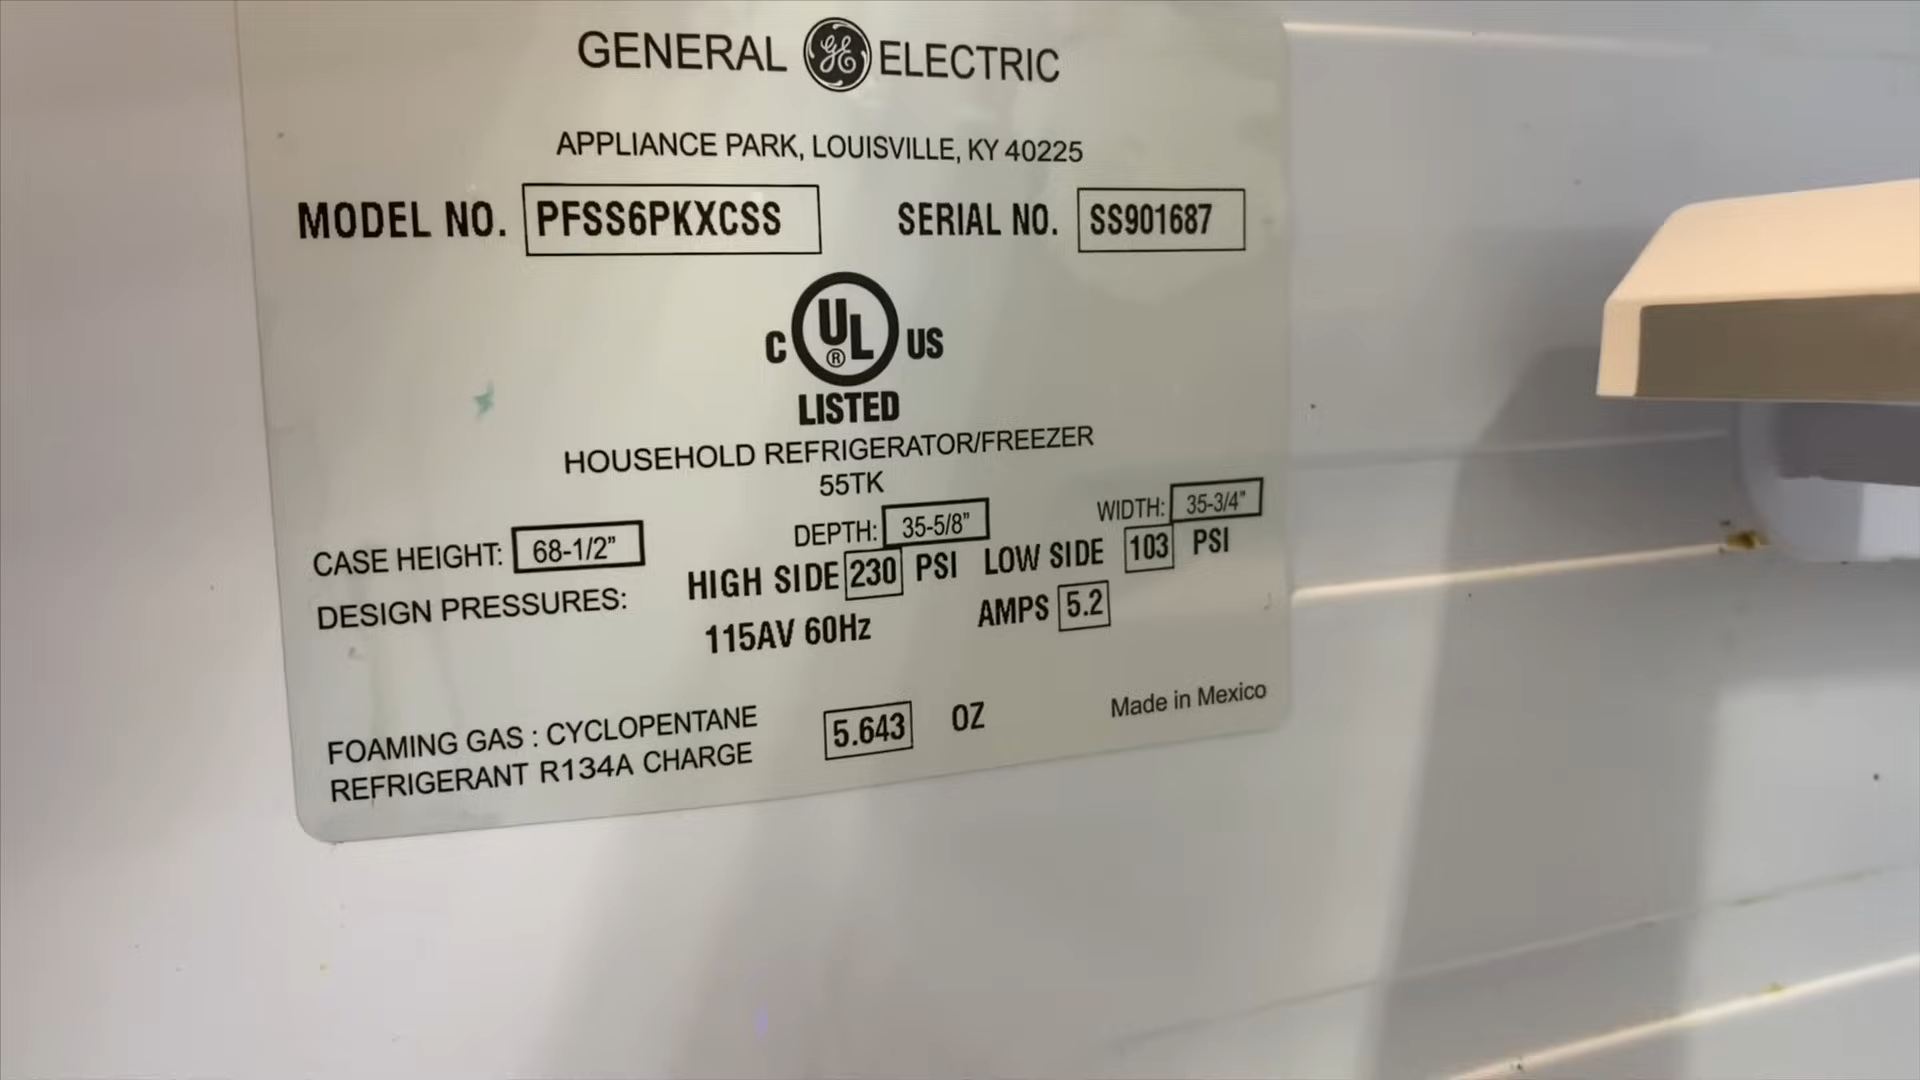 GENERAL GE ELECTRIC
APPLIANCE PARK, LOUISVILLE, KY 40225
MODEL NO. PFSS6PKXCSS SERIAL NO. SS901687
C UL® US
LISTED
HOUSEHOLD REFRIGERATOR/FREEZER
55TK
CASE HEIGHT: 68-1/2" DEPTH: 35-5/8" WIDTH: 35-3/4"
DESIGN PRESSURES: HIGH SIDE 230 PSI LOW SIDE 103 PSI
115AV 60Hz AMPS 5.2
FOAMING GAS : CYCLOPENTANE
REFRIGERANT R134A CHARGE 5.643 OZ Made in Mexico